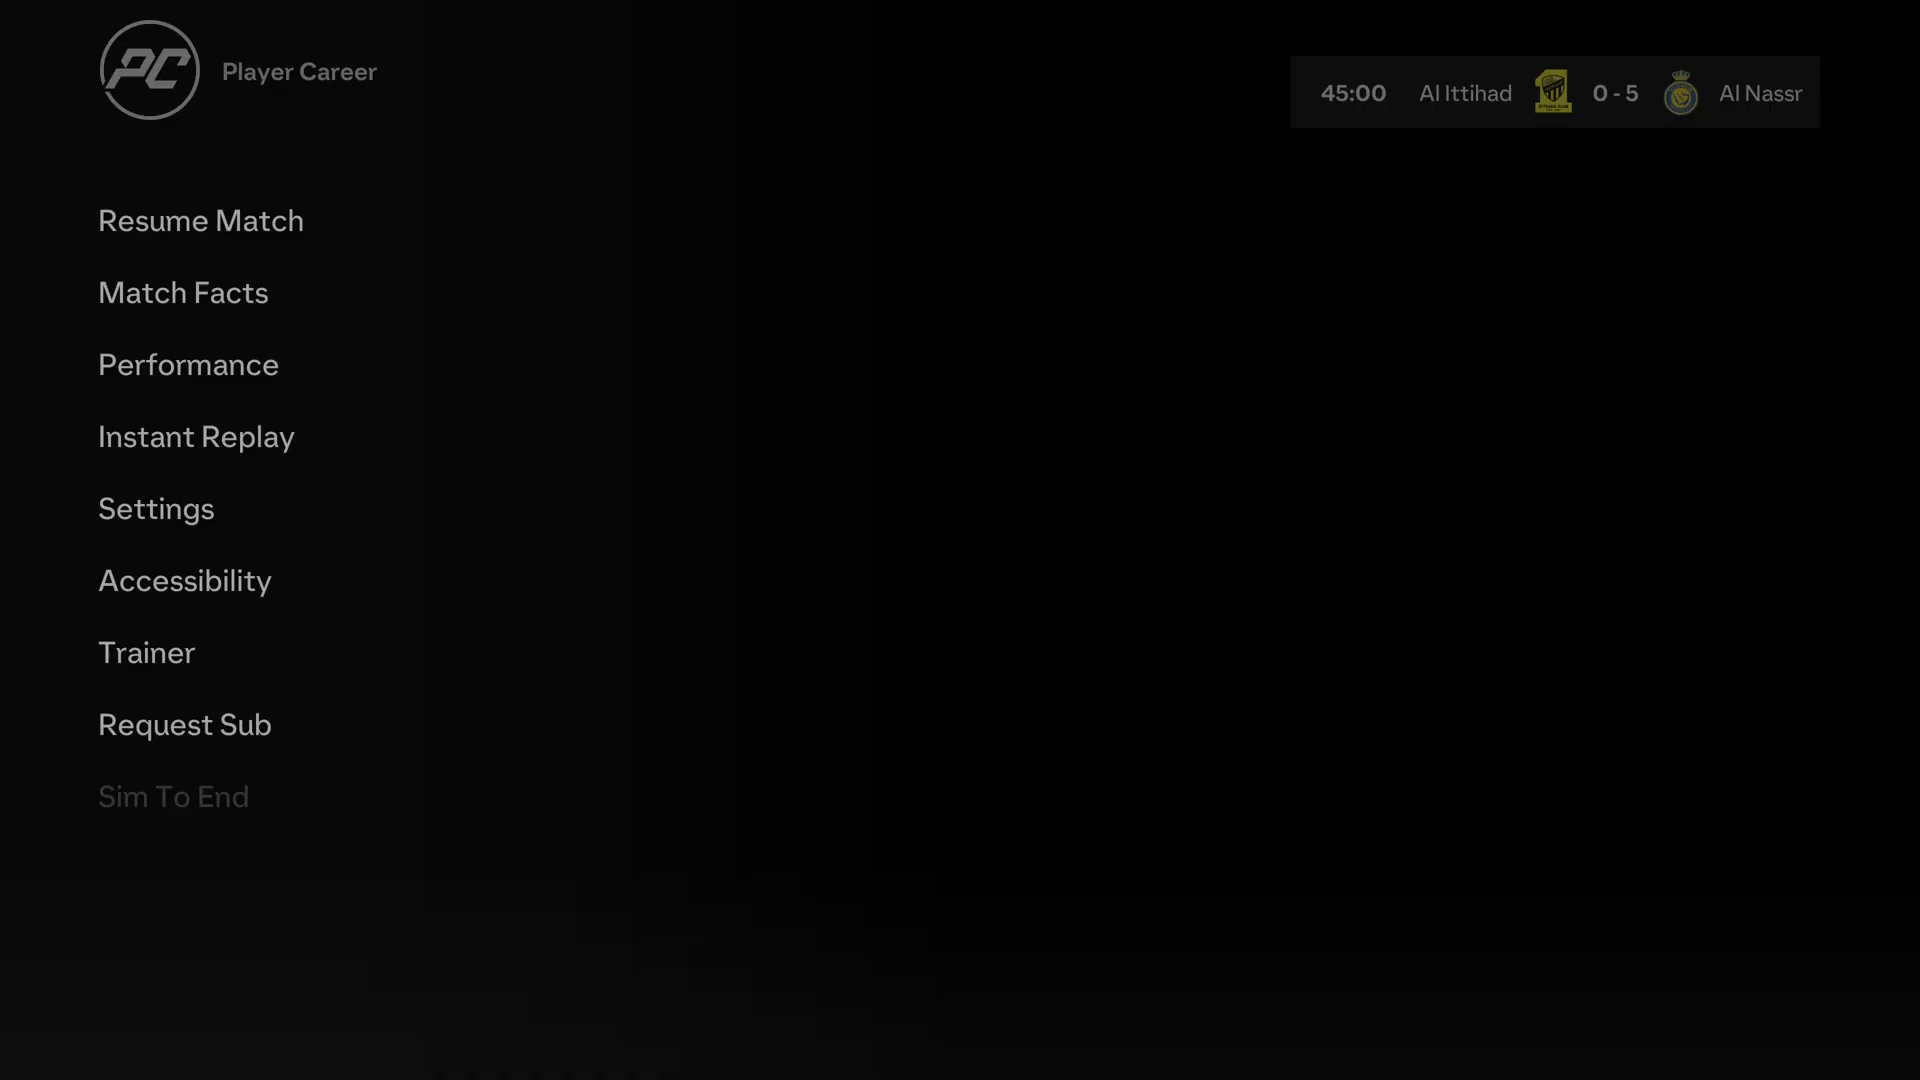 PC Player Career
45:00 Al Ittihad 0 - 5 Al Nassr
Resume Match
Match Facts
Performance
Instant Replay
Settings
Accessibility
Trainer
Request Sub
Sim To End